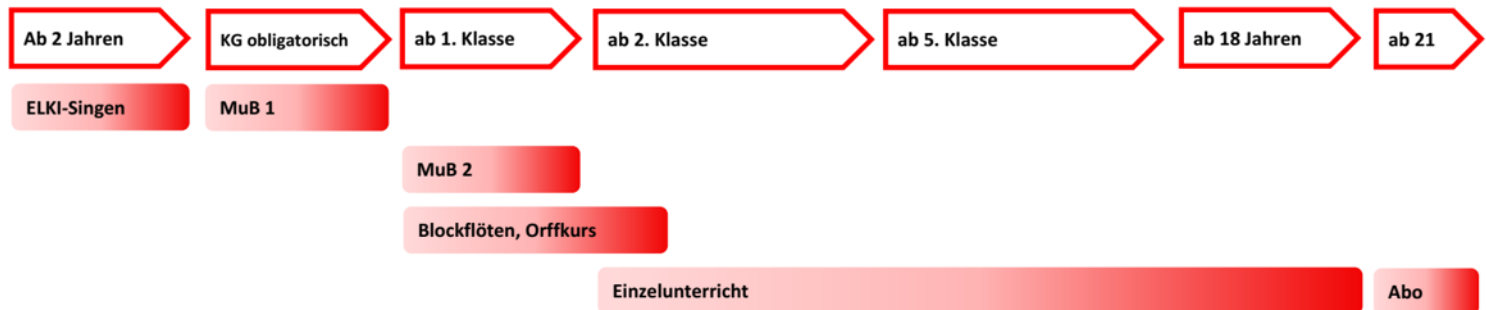 Ab 2 Jahren
KG obligatorisch
ab 1. Klasse
ab 2. Klasse
ab 5. Klasse
ab 18 Jahren
ab 21
ELKI-Singen
MuB 1
MuB 2
Blockflöten, Orffkurs
Einzelunterricht
Abo